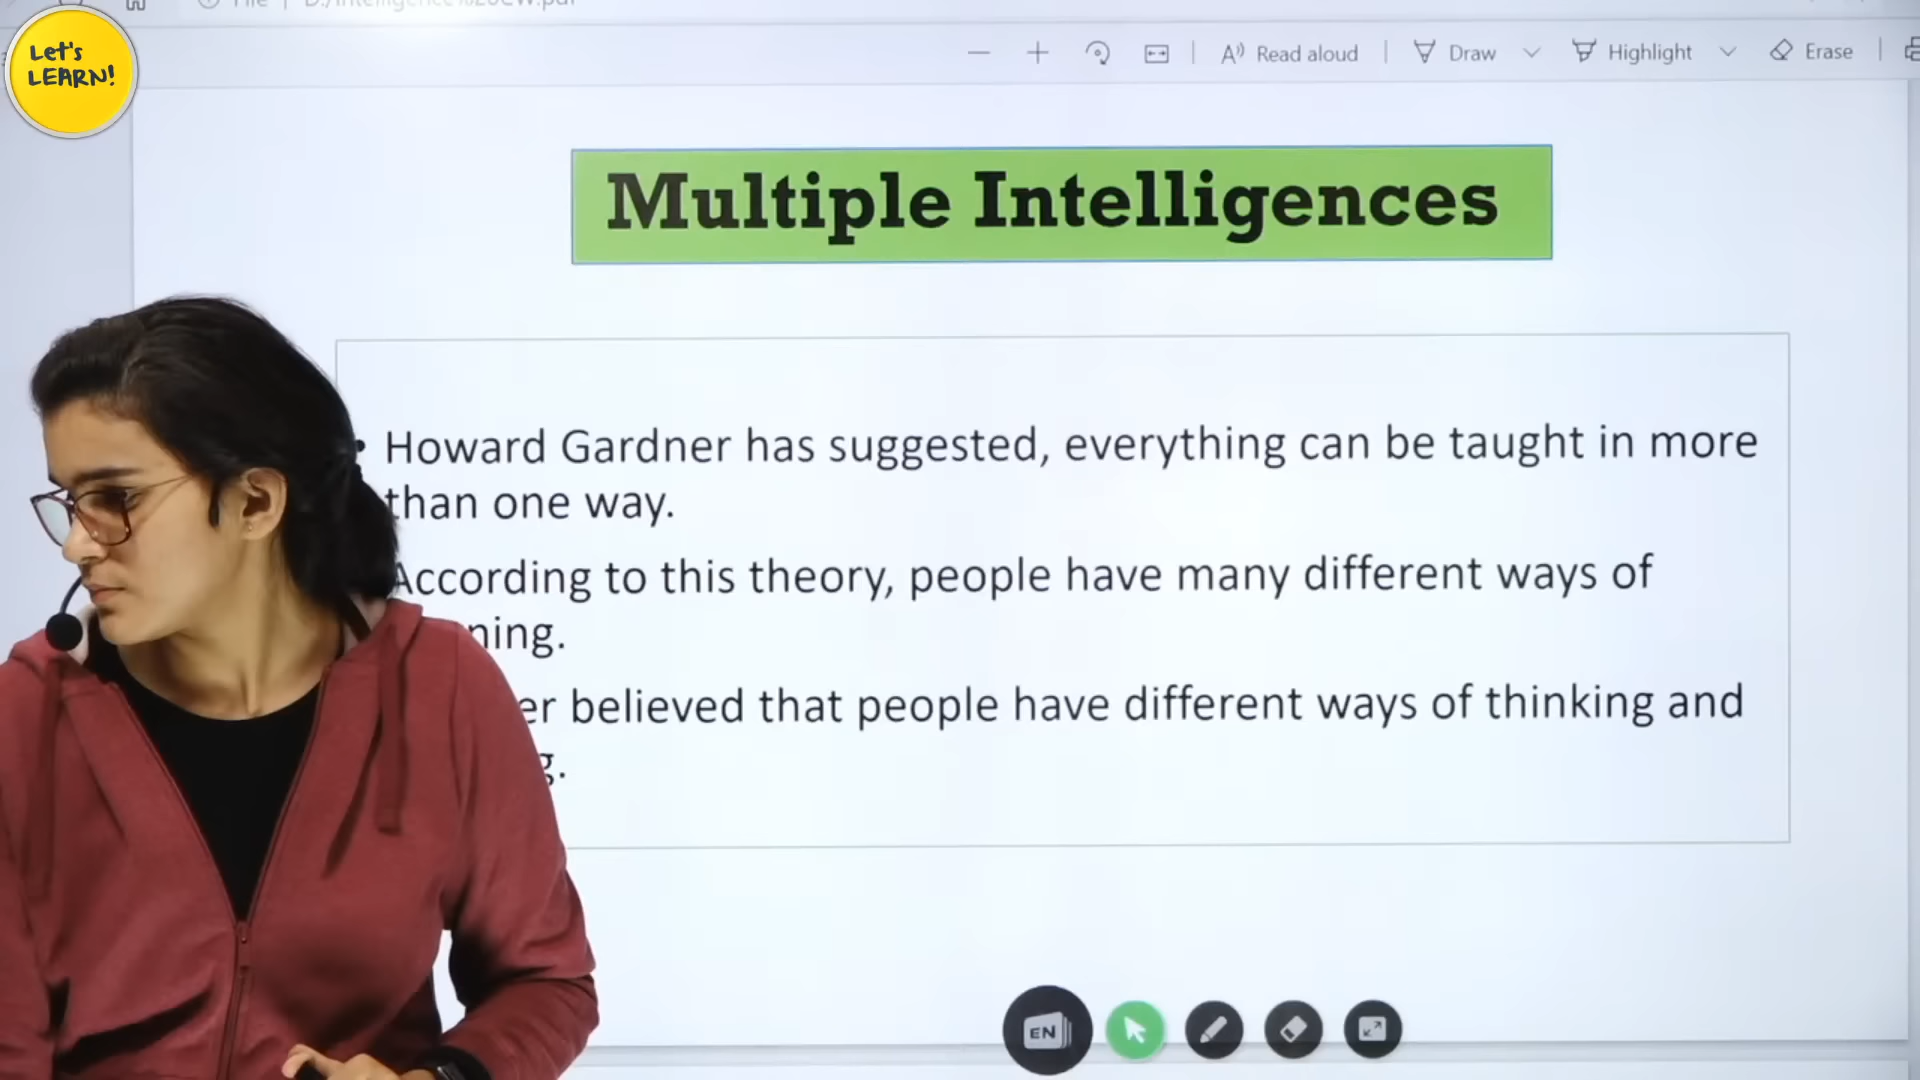 Let's
LEARN!
Read aloud
Draw
Highlight
Erase
Multiple Intelligences
• Howard Gardner has suggested, everything can be taught in more
than one way.
According to this theory, people have many different ways of
ning.
er believed that people have different ways of thinking and
g.
EN